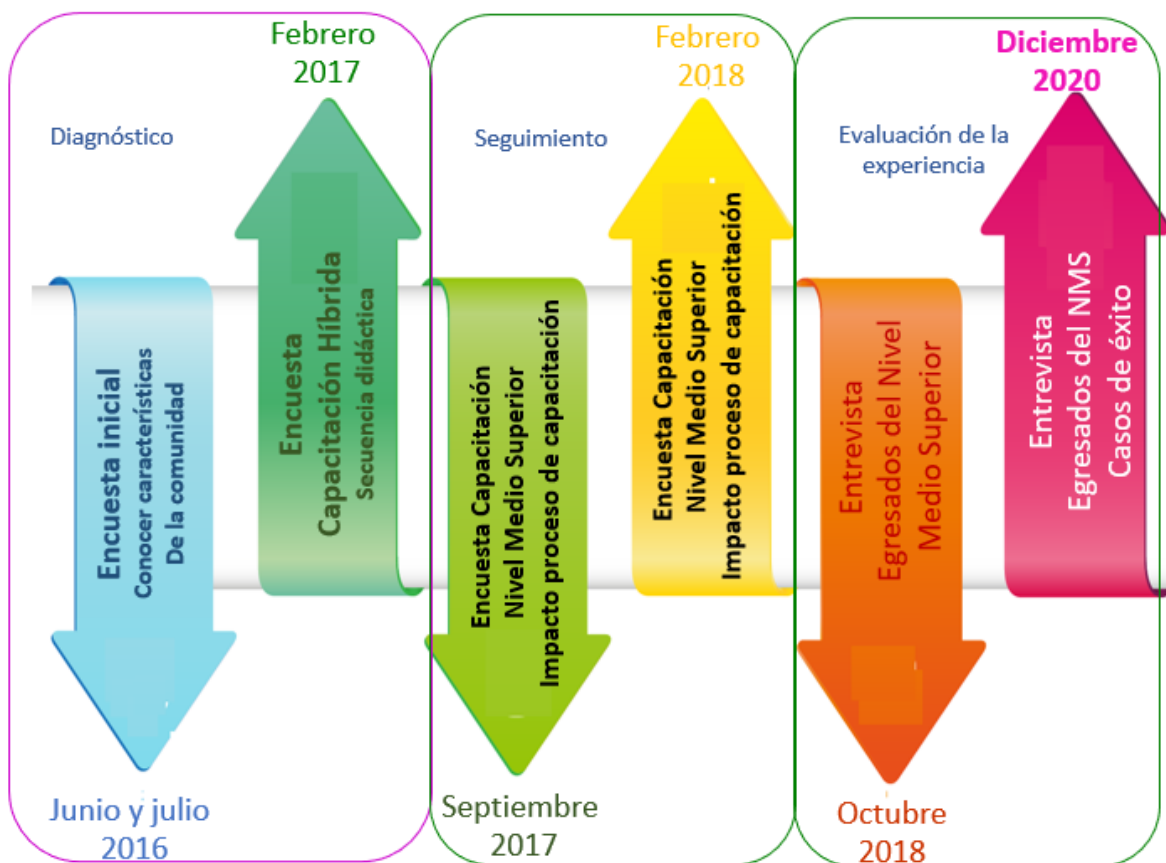 Diagnóstico
Encuesta inicial
Conocer características
De la comunidad
Junio y julio
2016
Febrero
2017
Encuesta
Capacitación Híbrida
Secuencia didáctica
Seguimiento
Encuesta Capacitación
Nivel Medio Superior
Impacto proceso de capacitación
Septiembre
2017
Febrero
2018
Encuesta Capacitación
Nivel Medio Superior
Impacto proceso de capacitación
Evaluación de la
experiencia
Entrevista
Egresados del Nivel
Medio Superior
Octubre
2018
Diciembre
2020
Entrevista
Egresados del NMS
Casos de éxito